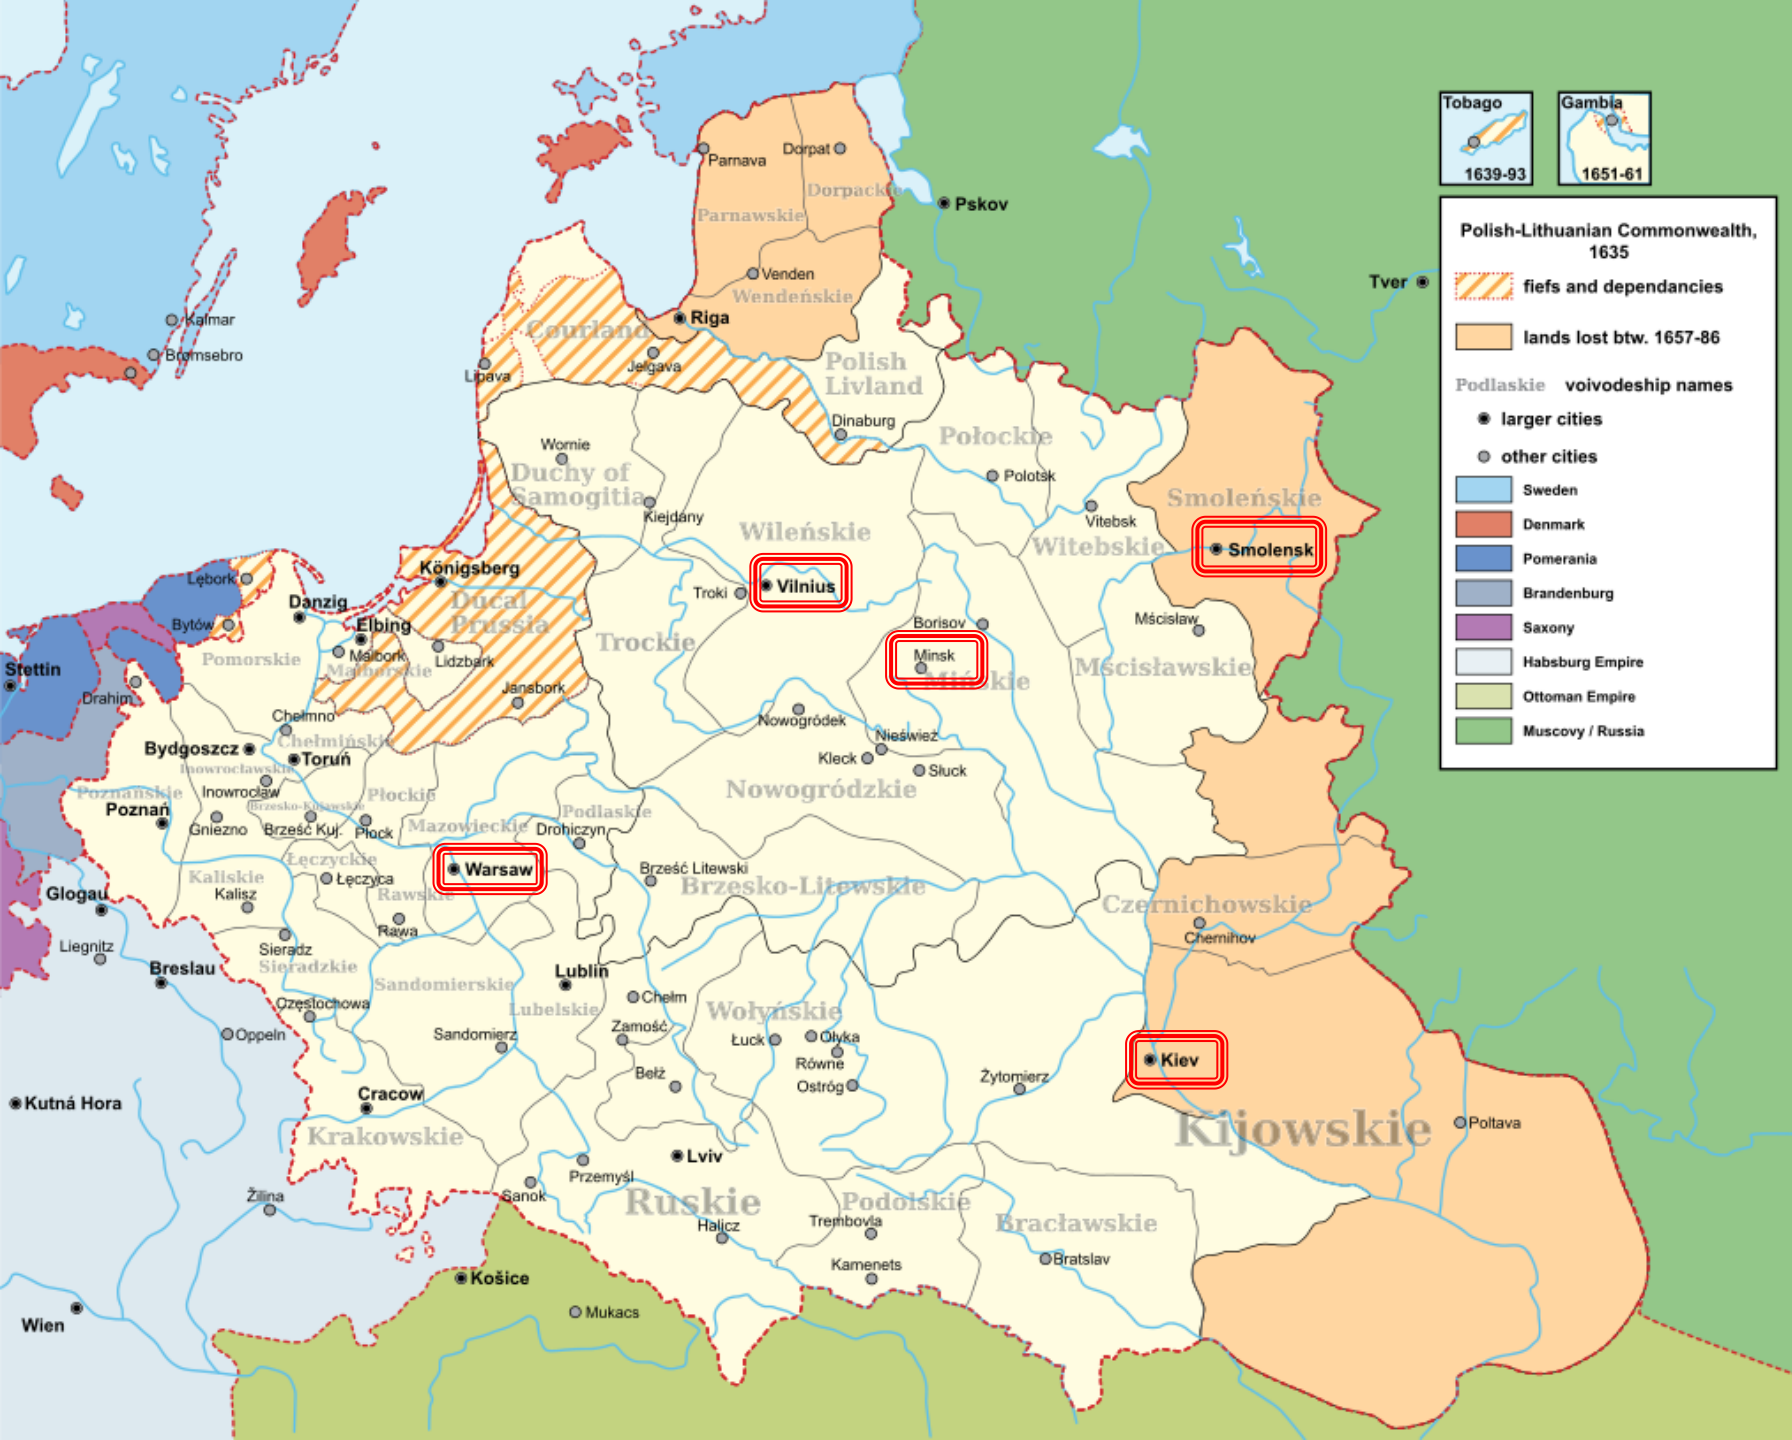 Tobago
1639-93
Gambia
1651-61
Polish-Lithuanian Commonwealth,
1635
fiefs and dependancies
lands lost btw. 1657-86
Podlaskie voivodeship names
larger cities
other cities
Sweden
Denmark
Pomerania
Brandenburg
Saxony
Habsburg Empire
Ottoman Empire
Muscovy / Russia
Parnava
Dorpat
Dorpackie
Parnawskie
Pskov
Venden
Wendeńskie
Tver
Kalmar
Riga
Courland
Brømsebro
Jelgava
Lipava
Polish
Livland
Dinaburg
Połockie
Wornie
Duchy of
Samogitia
Polotsk
Smoleńskie
Kiejdany
Vitebsk
Wileńskie
Witebskie
Smolensk
Königsberg
Lębork
Vilnius
Troki
Danzig
Ducal
Prussia
Bytów
Elbing
Borisov
Mścisław
Trockie
Malbork
Minsk
Pomorskie
Lidzbark
Malborskie
Mińskie
Mścisławskie
Stettin
Jansbork
Drahim
Chełmno
Nowogródek
Nieśwież
Bydgoszcz
Chełmińskie
Toruń
Kleck
Słuck
Inowrocławskie
Inowrocław
Poznańskie
Płockie
Nowogródzkie
Poznań
Brzesko-Kujawskie
Podlaskie
Gniezno
Brześć Kuj.
Płock
Mazowieckie
Drohiczyn
Łęczyckie
Warsaw
Brześć Litewski
Kaliskie
Łęczyca
Brzesko-Litewskie
Glogau
Kalisz
Rawskie
Czernichowskie
Rawa
Chernihov
Liegnitz
Sieradz
Sieradzkie
Breslau
Lublin
Sandomierskie
Chełm
Częstochowa
Lubelskie
Wołyńskie
Zamość
Oppeln
Sandomierz
Łuck
Olyka
Równe
Kiev
Bełż
Ostróg
Żytomierz
Kutná Hora
Cracow
Krakowskie
Kijowskie
Poltava
Lviv
Przemyśl
Žilina
Sanok
Ruskie
Podolskie
Halicz
Trembovla
Bracławskie
Bratslav
Kamenets
Košice
Mukacs
Wien